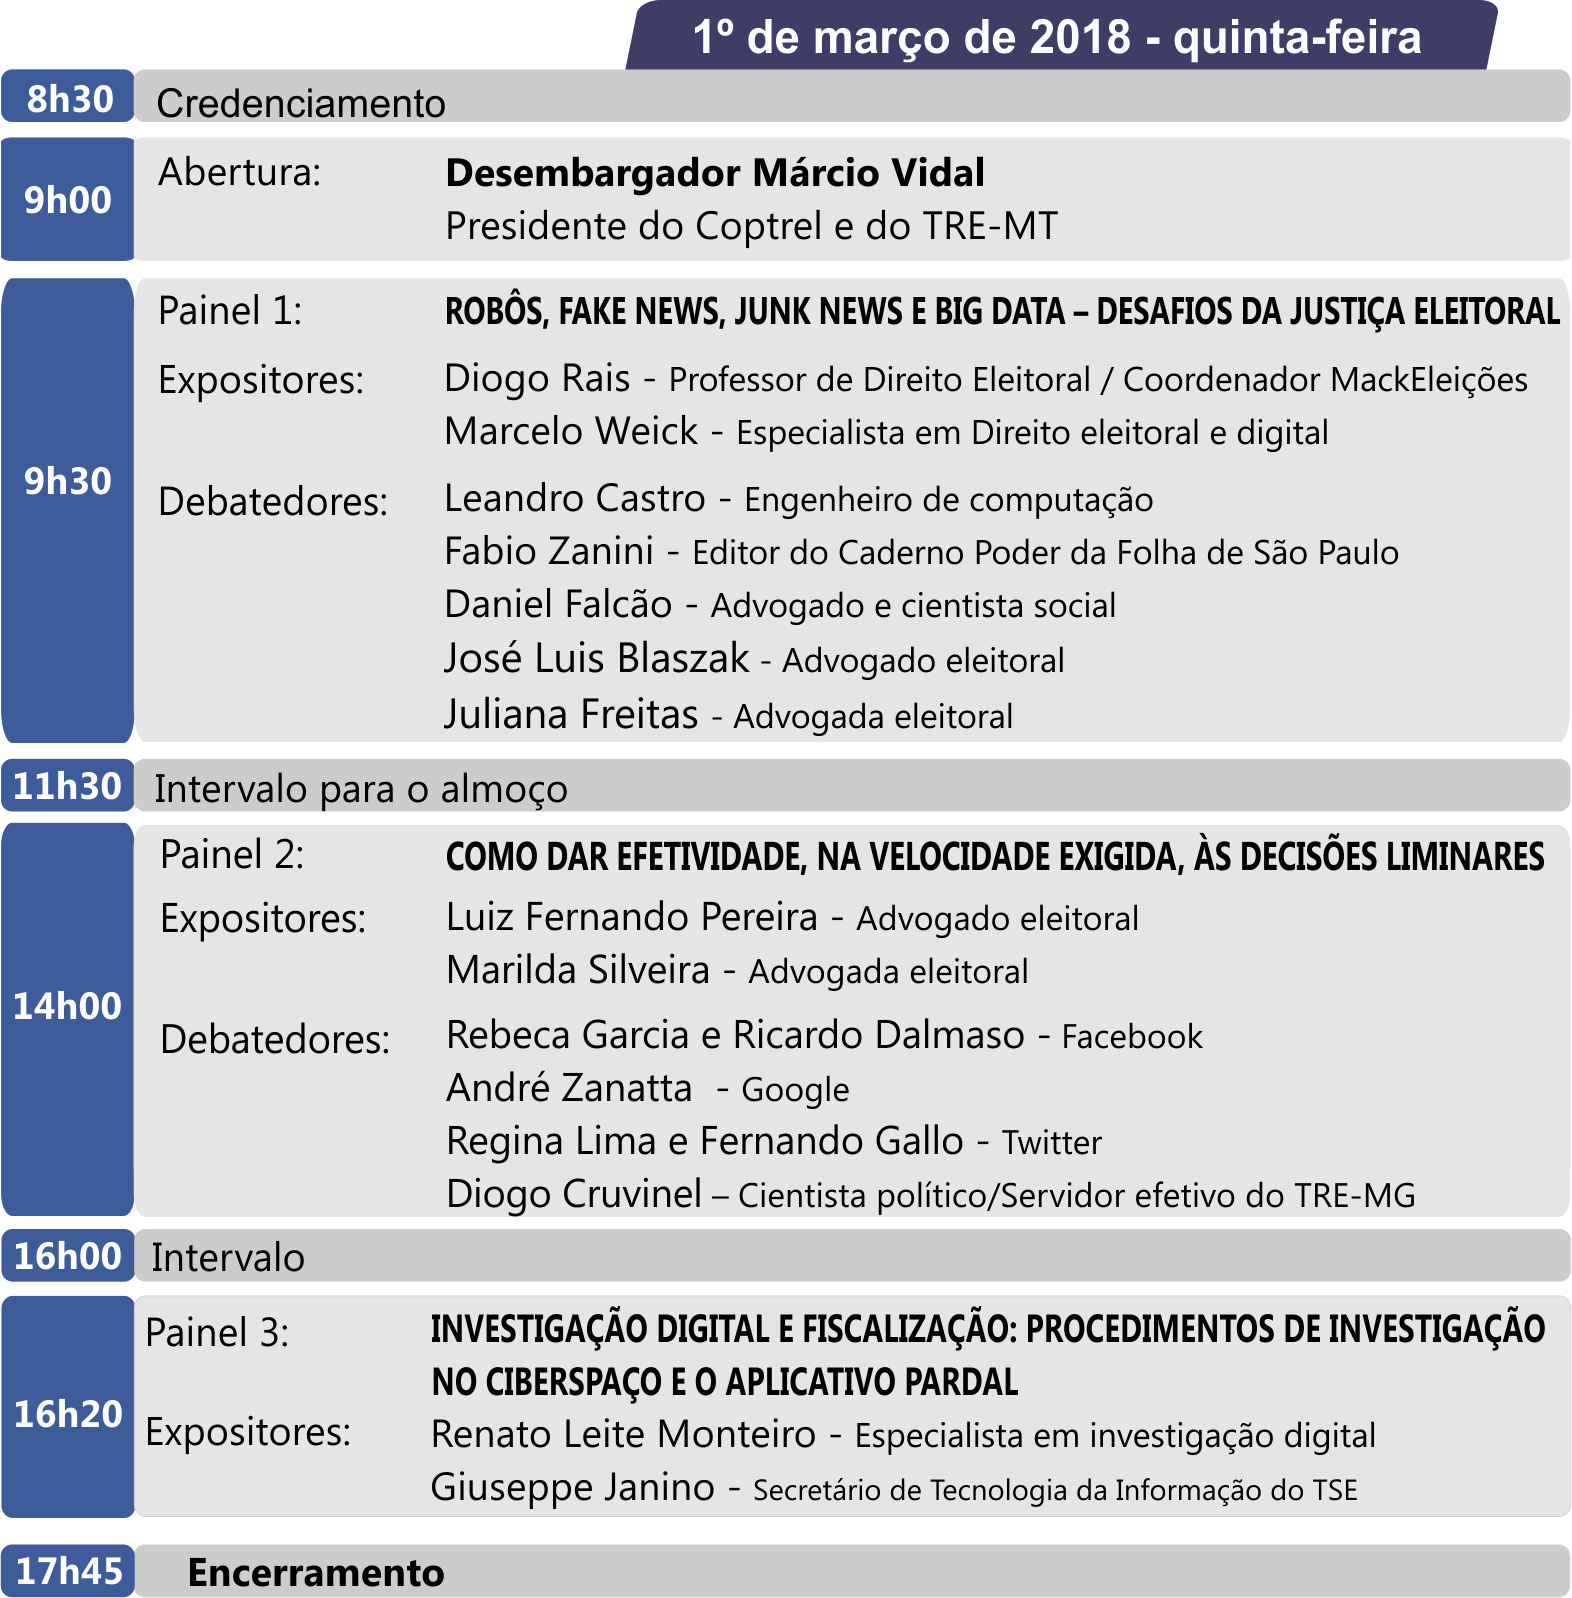 1º de março de 2018 - quinta-feira
8h30 Credenciamento
9h00 Abertura: Desembargador Márcio Vidal
Presidente do Coptrel e do TRE-MT
9h30
Painel 1: ROBÔS, FAKE NEWS, JUNK NEWS E BIG DATA – DESAFIOS DA JUSTIÇA ELEITORAL
Expositores: Diogo Rais - Professor de Direito Eleitoral / Coordenador MackEleições
Marcelo Weick - Especialista em Direito eleitoral e digital
Debatedores: Leandro Castro - Engenheiro de computação
Fabio Zanini - Editor do Caderno Poder da Folha de São Paulo
Daniel Falcão - Advogado e cientista social
José Luis Blaszak - Advogado eleitoral
Juliana Freitas - Advogada eleitoral
11h30 Intervalo para o almoço
14h00
Painel 2: COMO DAR EFETIVIDADE, NA VELOCIDADE EXIGIDA, ÀS DECISÕES LIMINARES
Expositores: Luiz Fernando Pereira - Advogado eleitoral
Marilda Silveira - Advogada eleitoral
Debatedores: Rebeca Garcia e Ricardo Dalmaso - Facebook
André Zanatta - Google
Regina Lima e Fernando Gallo - Twitter
Diogo Cruvinel – Cientista político/Servidor efetivo do TRE-MG
16h00 Intervalo
16h20
Painel 3: INVESTIGAÇÃO DIGITAL E FISCALIZAÇÃO: PROCEDIMENTOS DE INVESTIGAÇÃO
NO CIBERSPAÇO E O APLICATIVO PARDAL
Expositores: Renato Leite Monteiro - Especialista em investigação digital
Giuseppe Janino - Secretário de Tecnologia da Informação do TSE
17h45 Encerramento